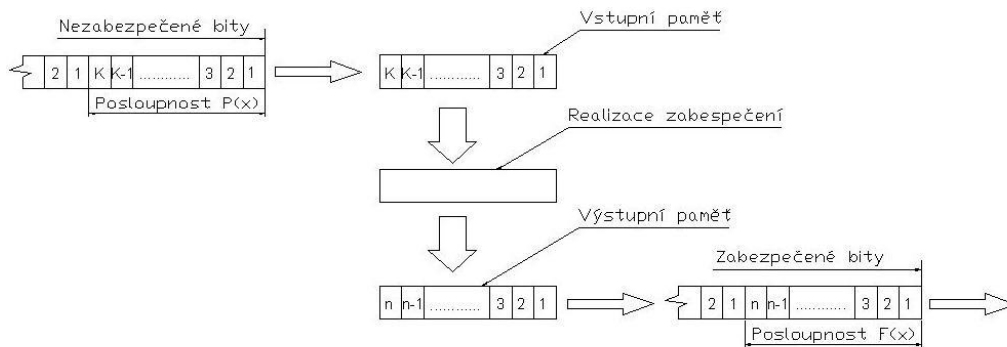 Nezabezpečené bity
Vstupní paměť
2 1 K K-1 ............ 3 2 1
K K-1 ............ 3 2 1
Posloupnost P(x)
Realizace zabespečení
Výstupní paměť
Zabezpečené bity
n n-1 ............ 3 2 1
2 1 n n-1 ............ 3 2 1
Posloupnost F(x)